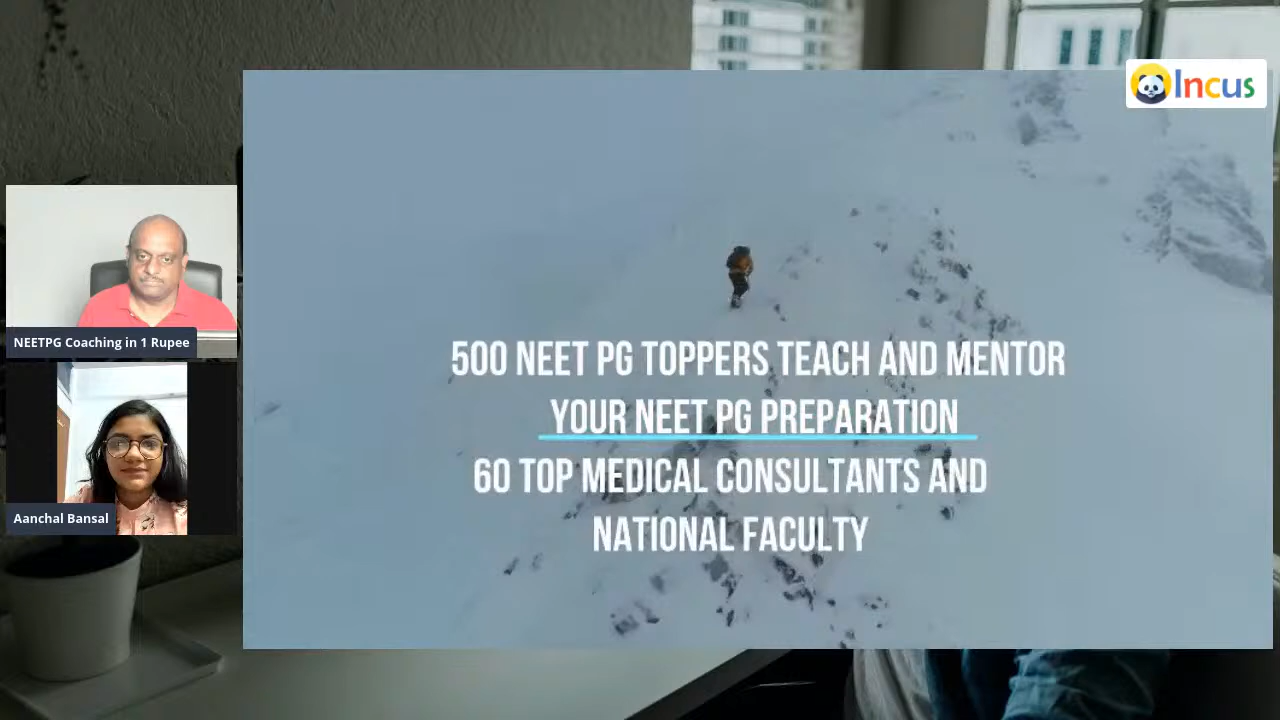 Incus
NEETPG Coaching in 1 Rupee
Aanchal Bansal
500 NEET PG TOPPERS TEACH AND MENTOR
YOUR NEET PG PREPARATION
60 TOP MEDICAL CONSULTANTS AND
NATIONAL FACULTY